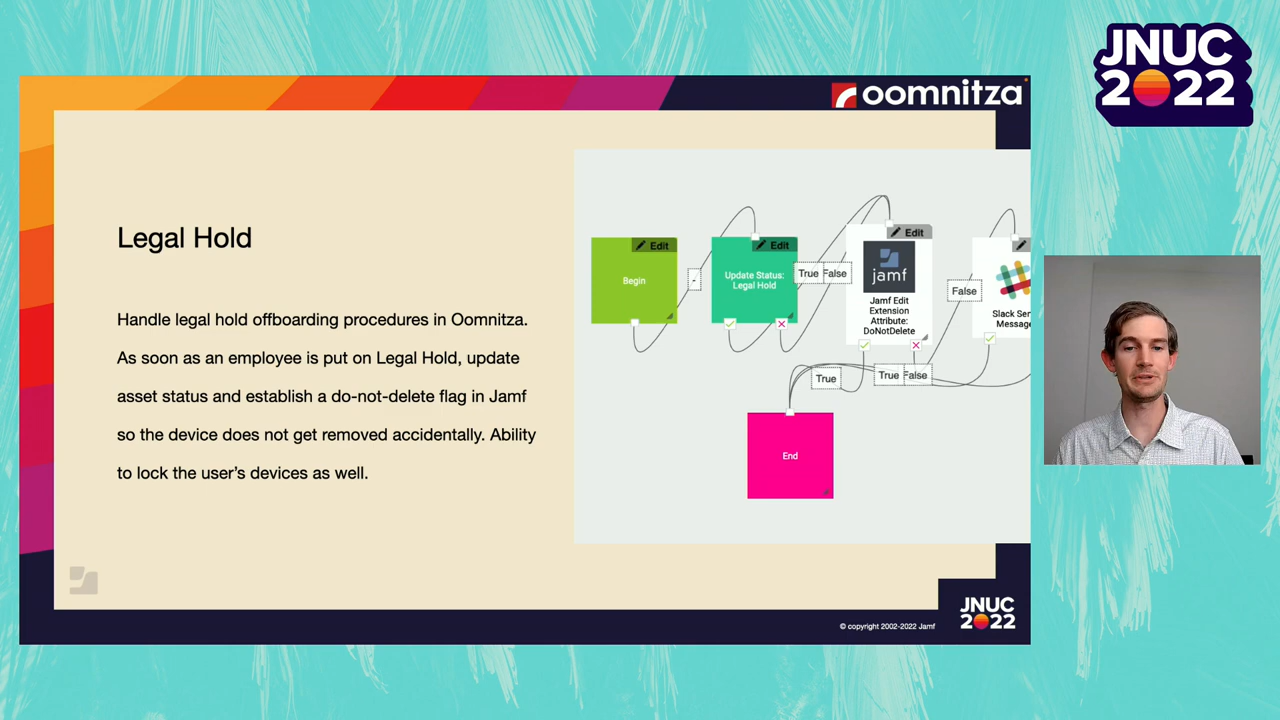 JNUC
2022
oomnitza
Legal Hold
Handle legal hold offboarding procedures in Oomnitza.
As soon as an employee is put on Legal Hold, update
asset status and establish a do-not-delete flag in Jamf
so the device does not get removed accidentally. Ability
to lock the user’s devices as well.
Edit
Begin
-
Edit
Update Status:
Legal Hold
True
False
Edit
jamf
Jamf Edit
Extension
Attribute:
DoNotDelete
False
Slack Sen
Message
True
True
False
End
© copyright 2002-2022 Jamf
JNUC
2022